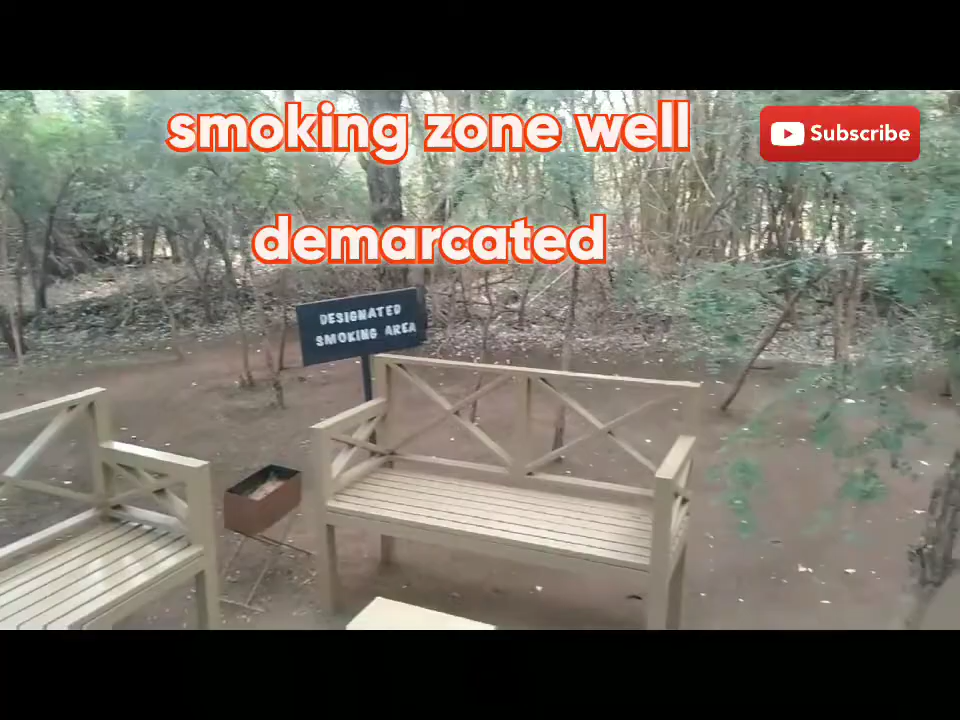 smoking zone well
Subscribe
demarcated
DESIGNATED
SMOKING AREA